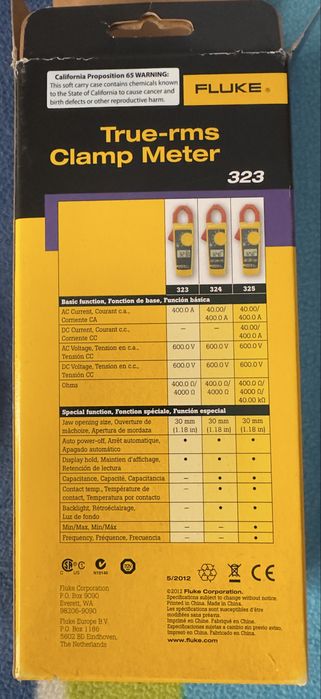 California Proposition 65 WARNING:
This soft carry case contains chemicals known
to the State of California to cause cancer and
birth defects or other reproductive harm.
FLUKE®
True-rms
Clamp Meter
323
323 324 325
Basic function, Fonction de base, Función básica
AC Current, Courant c.a., Corriente CA 400.0 A 40.00/ 400.0 A 40.00/ 400.0 A
DC Current, Courant c.c., Corriente CC – – 40.00/ 400.0 A
AC Voltage, Tension en c.a., Tensión CC 600.0 V 600.0 V 600.0 V
DC Voltage, Tension en c.c., Tensión CC 600.0 V 600.0 V 600.0 V
Ohms 400.0 Ω/ 4000 Ω 400.0 Ω/ 4000 Ω 400.0 Ω/ 4000 Ω/ 40.00 kΩ
Special function, Fonction spéciale, Función especial
Jaw opening size, Ouverture de mâchoire, Apertura de mordaza 30 mm (1.18 in) 30 mm (1.18 in) 30 mm (1.18 in)
Auto power-off, Arrêt automatique, Apagado automático • • •
Display hold, Maintien d'affichage, Retención de lectura • • •
Capacitance, Capacité, Capacitancia – • •
Contact temp., Température de contact, Temperatura por contacto – • •
Backlight, Rétroéclairage, Luz de fondo – • •
Min/Max, Min/Máx – – •
Frequency, Fréquence, Frecuencia – – •
C US
N10140
5/2012
CE
Fluke Corporation
P.O. Box 9090
Everett, WA
98206-9090
Fluke Europe B.V.
P.O. Box 1186
5602 BD Eindhoven,
The Netherlands
©2012 Fluke Corporation.
Specifications subject to change without notice.
Printed in China. Made in China.
Les spécifications sont susceptibles d'être
modifiées sans préavis.
Imprimé en Chine. Fabriqué en Chine.
Especificaciones sujetas a cambio sin previo aviso.
Impreso en China. Fabricado en China.
www.fluke.com